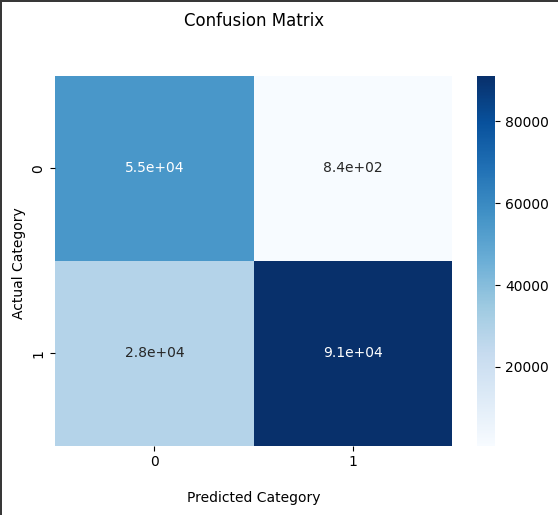 Confusion Matrix
5.5e+04 8.4e+02
2.8e+04 9.1e+04
0
1
Actual Category
0 1
Predicted Category
80000
60000
40000
20000